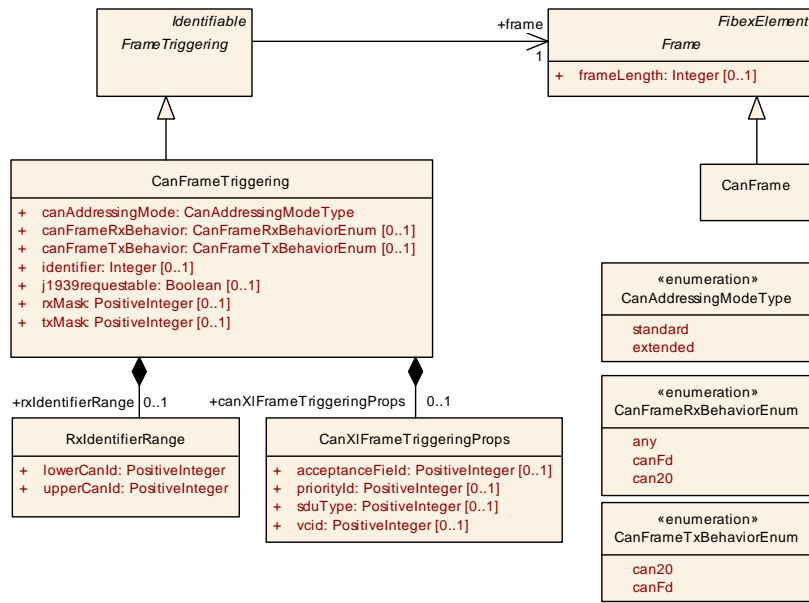 Identifiable
FrameTriggering
+frame
1
FibexElement
Frame
+ frameLength: Integer [0..1]
CanFrameTriggering
+ canAddressingMode: CanAddressingModeType
+ canFrameRxBehavior: CanFrameRxBehaviorEnum [0..1]
+ canFrameTxBehavior: CanFrameTxBehaviorEnum [0..1]
+ identifier: Integer [0..1]
+ j1939requestable: Boolean [0..1]
+ rxMask: PositiveInteger [0..1]
+ txMask: PositiveInteger [0..1]
CanFrame
«enumeration»
CanAddressingModeType
standard
extended
+rxIdentifierRange 0..1
+canXlFrameTriggeringProps 0..1
RxIdentifierRange
+ lowerCanId: PositiveInteger
+ upperCanId: PositiveInteger
CanXlFrameTriggeringProps
+ acceptanceField: PositiveInteger [0..1]
+ priorityId: PositiveInteger [0..1]
+ sduType: PositiveInteger [0..1]
+ vcid: PositiveInteger [0..1]
«enumeration»
CanFrameRxBehaviorEnum
any
canFd
can20
«enumeration»
CanFrameTxBehaviorEnum
can20
canFd